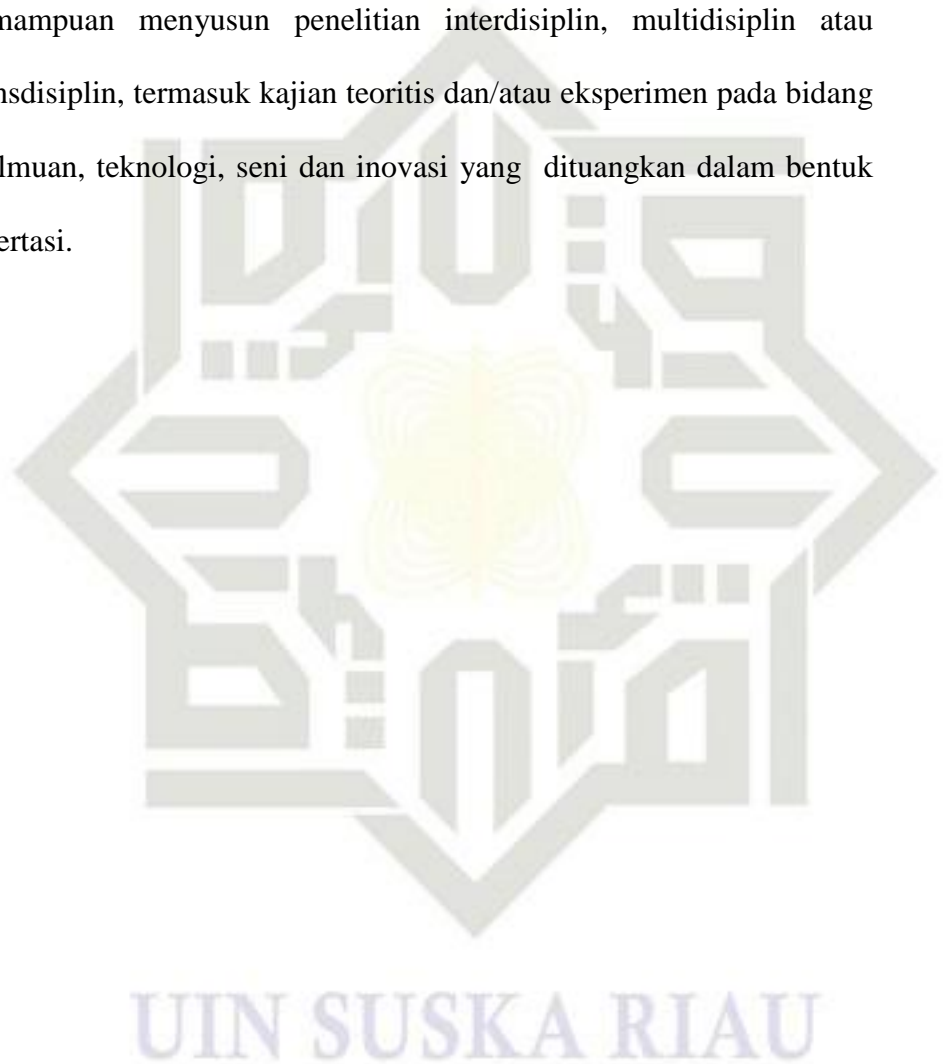 mampuan menyusun penelitian interdisiplin, multidisiplin atau
nsdisiplin, termasuk kajian teoritis dan/atau eksperimen pada bidang
lmuan, teknologi, seni dan inovasi yang dituangkan dalam bentuk
ertasi.
UIN SUSKA RIAU